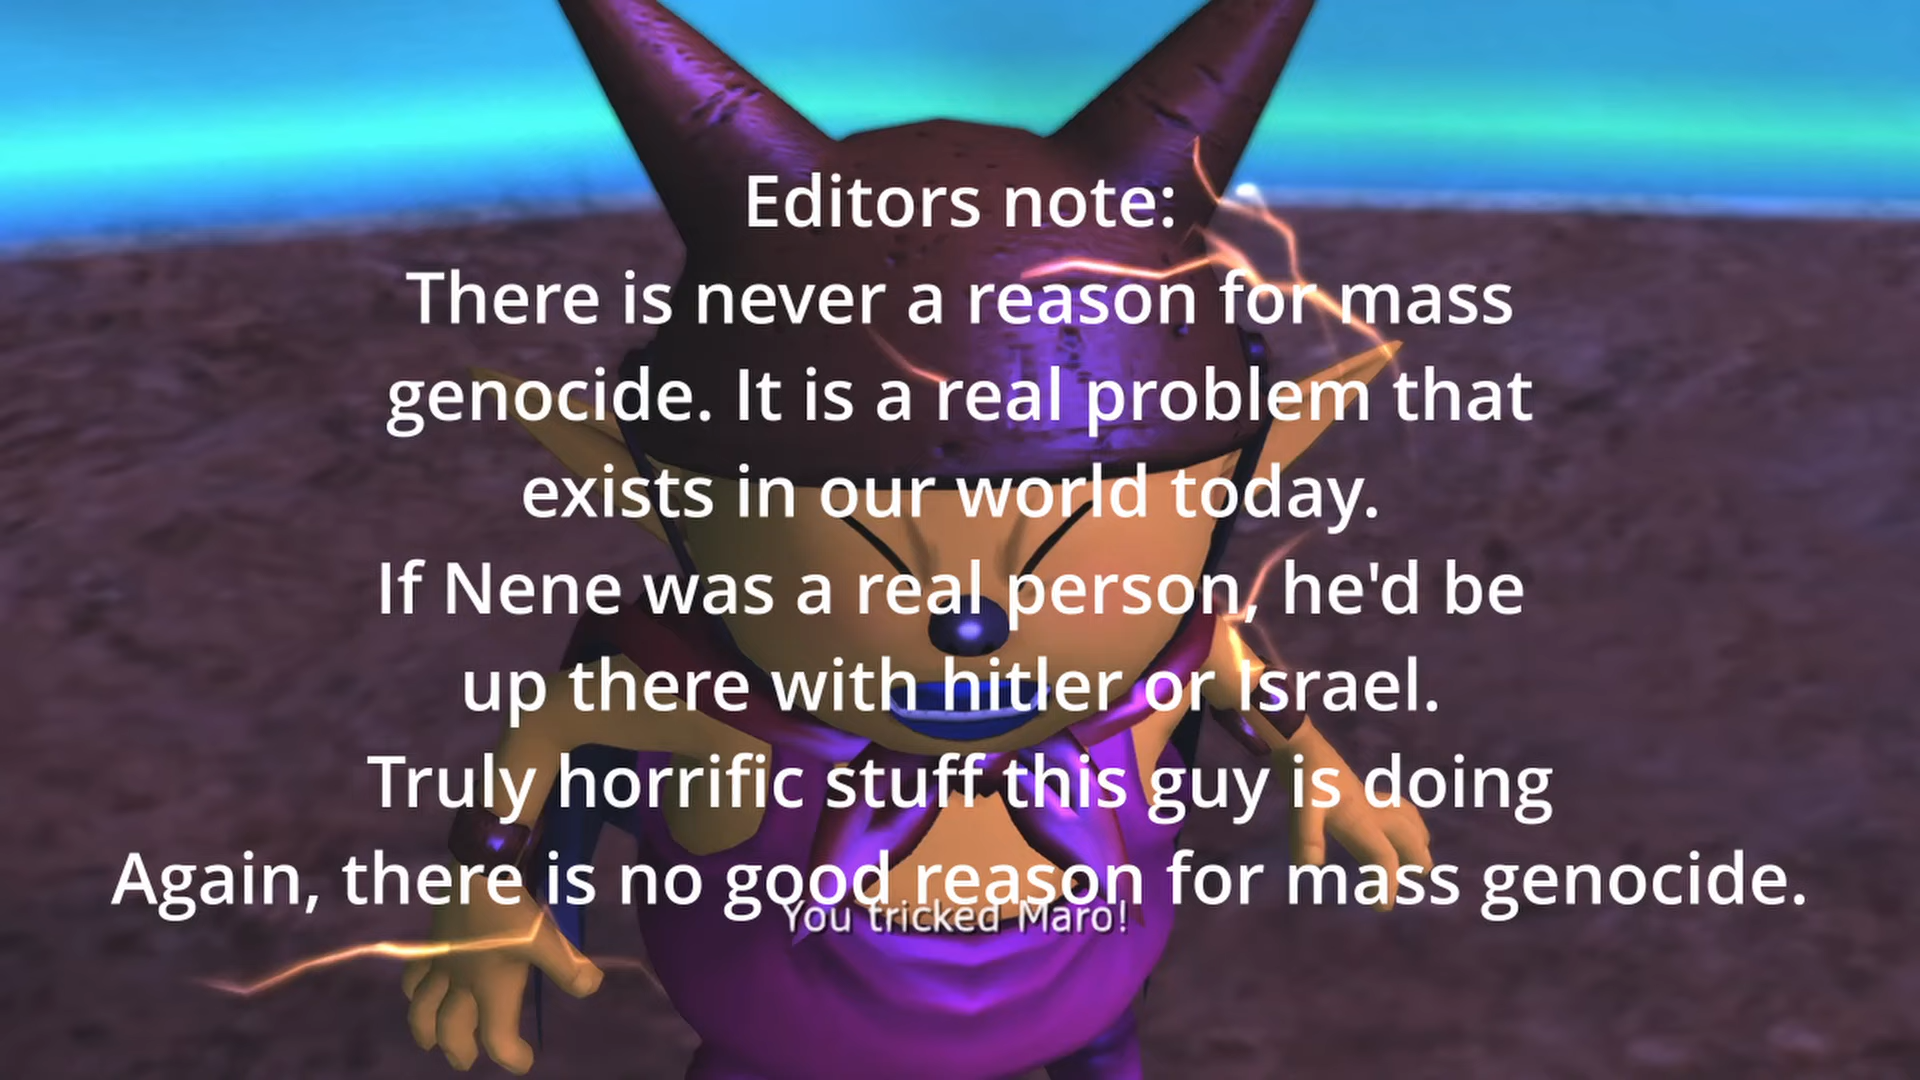 Editors note:
There is never a reason for mass
genocide. It is a real problem that
exists in our world today.
If Nene was a real person, he'd be
up there with hitler or Israel.
Truly horrific stuff this guy is doing
Again, there is no good reason for mass genocide.
You tricked Maro!